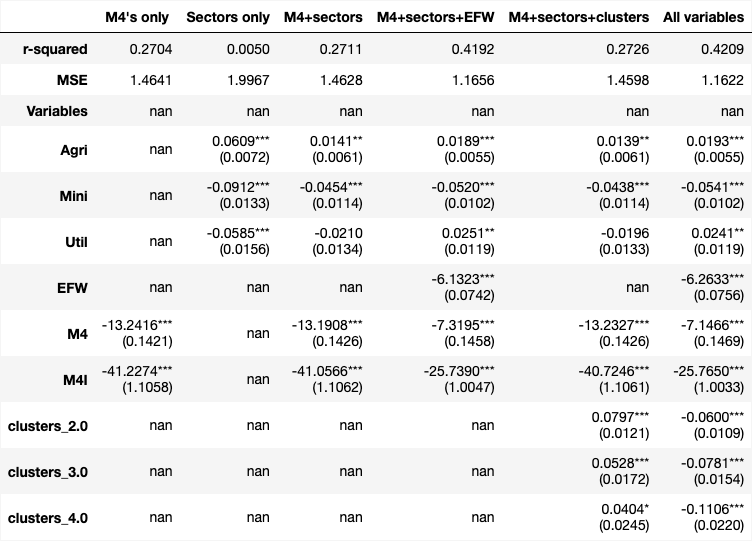 M4's only Sectors only M4+sectors M4+sectors+EFW M4+sectors+clusters All variables
r-squared 0.2704 0.0050 0.2711 0.4192 0.2726 0.4209
MSE 1.4641 1.9967 1.4628 1.1656 1.4598 1.1622
Variables nan nan nan nan nan nan
Agri nan 0.0609*** 0.0141** 0.0189*** 0.0139** 0.0193***
(0.0072) (0.0061) (0.0055) (0.0061) (0.0055)
Mini nan -0.0912*** -0.0454*** -0.0520*** -0.0438*** -0.0541***
(0.0133) (0.0114) (0.0102) (0.0114) (0.0102)
Util nan -0.0585*** -0.0210 0.0251** -0.0196 0.0241**
(0.0156) (0.0134) (0.0119) (0.0133) (0.0119)
EFW nan nan nan -6.1323*** nan -6.2633***
(0.0742) (0.0756)
M4 -13.2416*** nan -13.1908*** -7.3195*** -13.2327*** -7.1466***
(0.1421) (0.1426) (0.1458) (0.1426) (0.1469)
M4I -41.2274*** nan -41.0566*** -25.7390*** -40.7246*** -25.7650***
(1.1058) (1.1062) (1.0047) (1.1061) (1.0033)
clusters_2.0 nan nan nan nan 0.0797*** -0.0600***
(0.0121) (0.0109)
clusters_3.0 nan nan nan nan 0.0528*** -0.0781***
(0.0172) (0.0154)
clusters_4.0 nan nan nan nan 0.0404* -0.1106***
(0.0245) (0.0220)